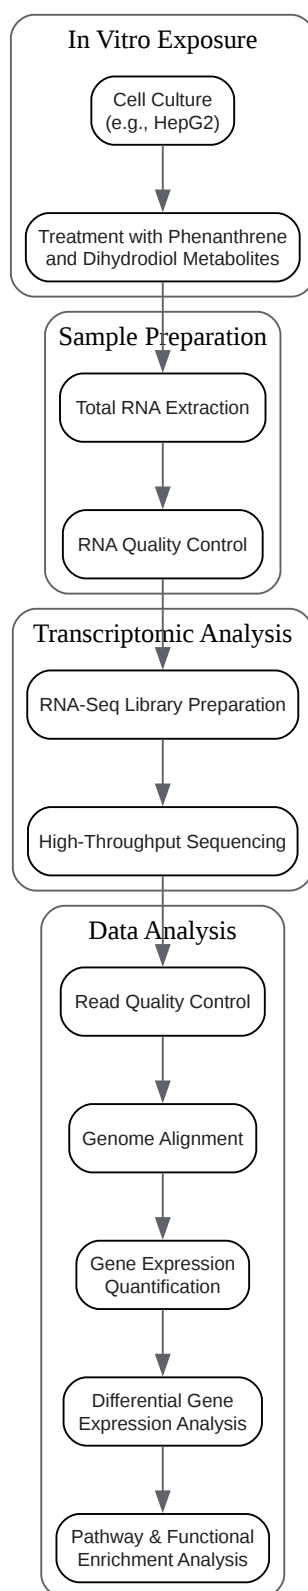 In Vitro Exposure
Cell Culture
(e.g., HepG2)
Treatment with Phenanthrene
and Dihydrodiol Metabolites
Sample Preparation
Total RNA Extraction
RNA Quality Control
Transcriptomic Analysis
RNA-Seq Library Preparation
High-Throughput Sequencing
Data Analysis
Read Quality Control
Genome Alignment
Gene Expression
Quantification
Differential Gene
Expression Analysis
Pathway & Functional
Enrichment Analysis